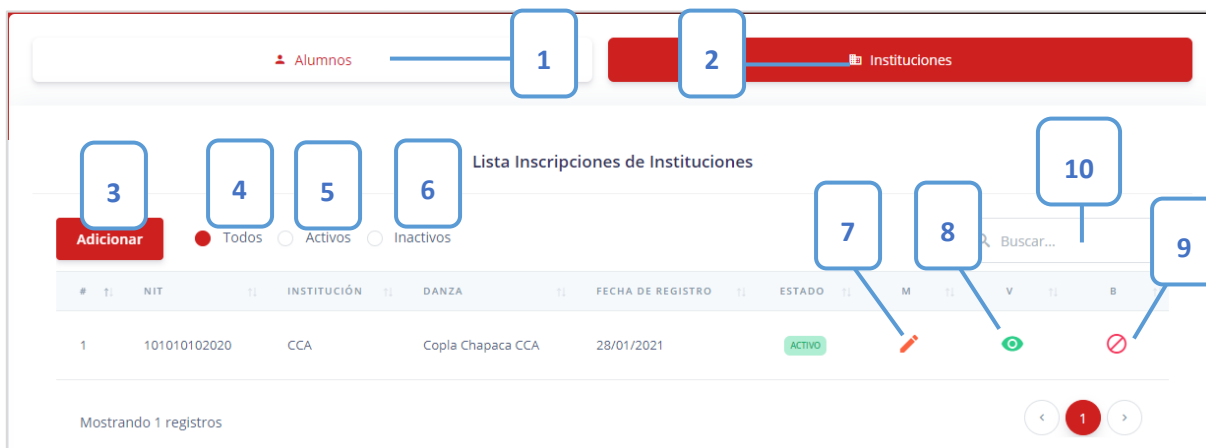 Alumnos 1 2 Instituciones
Lista Inscripciones de Instituciones
3 4 5 6 10
7 8 9
Adicionar Todos Activos Inactivos Buscar...
# NIT INSTITUCIÓN DANZA FECHA DE REGISTRO ESTADO M V B
1 101010102020 CCA Copla Chapaca CCA 28/01/2021 ACTIVO
Mostrando 1 registros 1